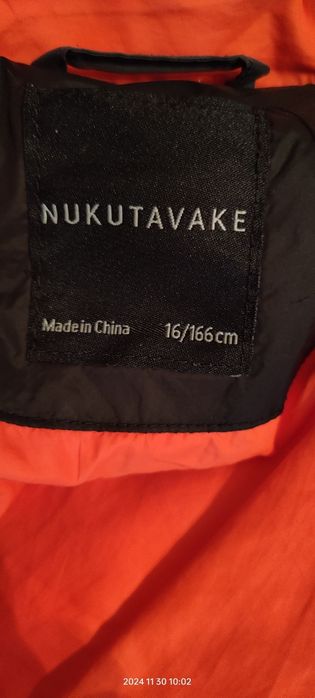 NUKUTAVAKE
Made in China 16/166cm
2024 11 30 10:02